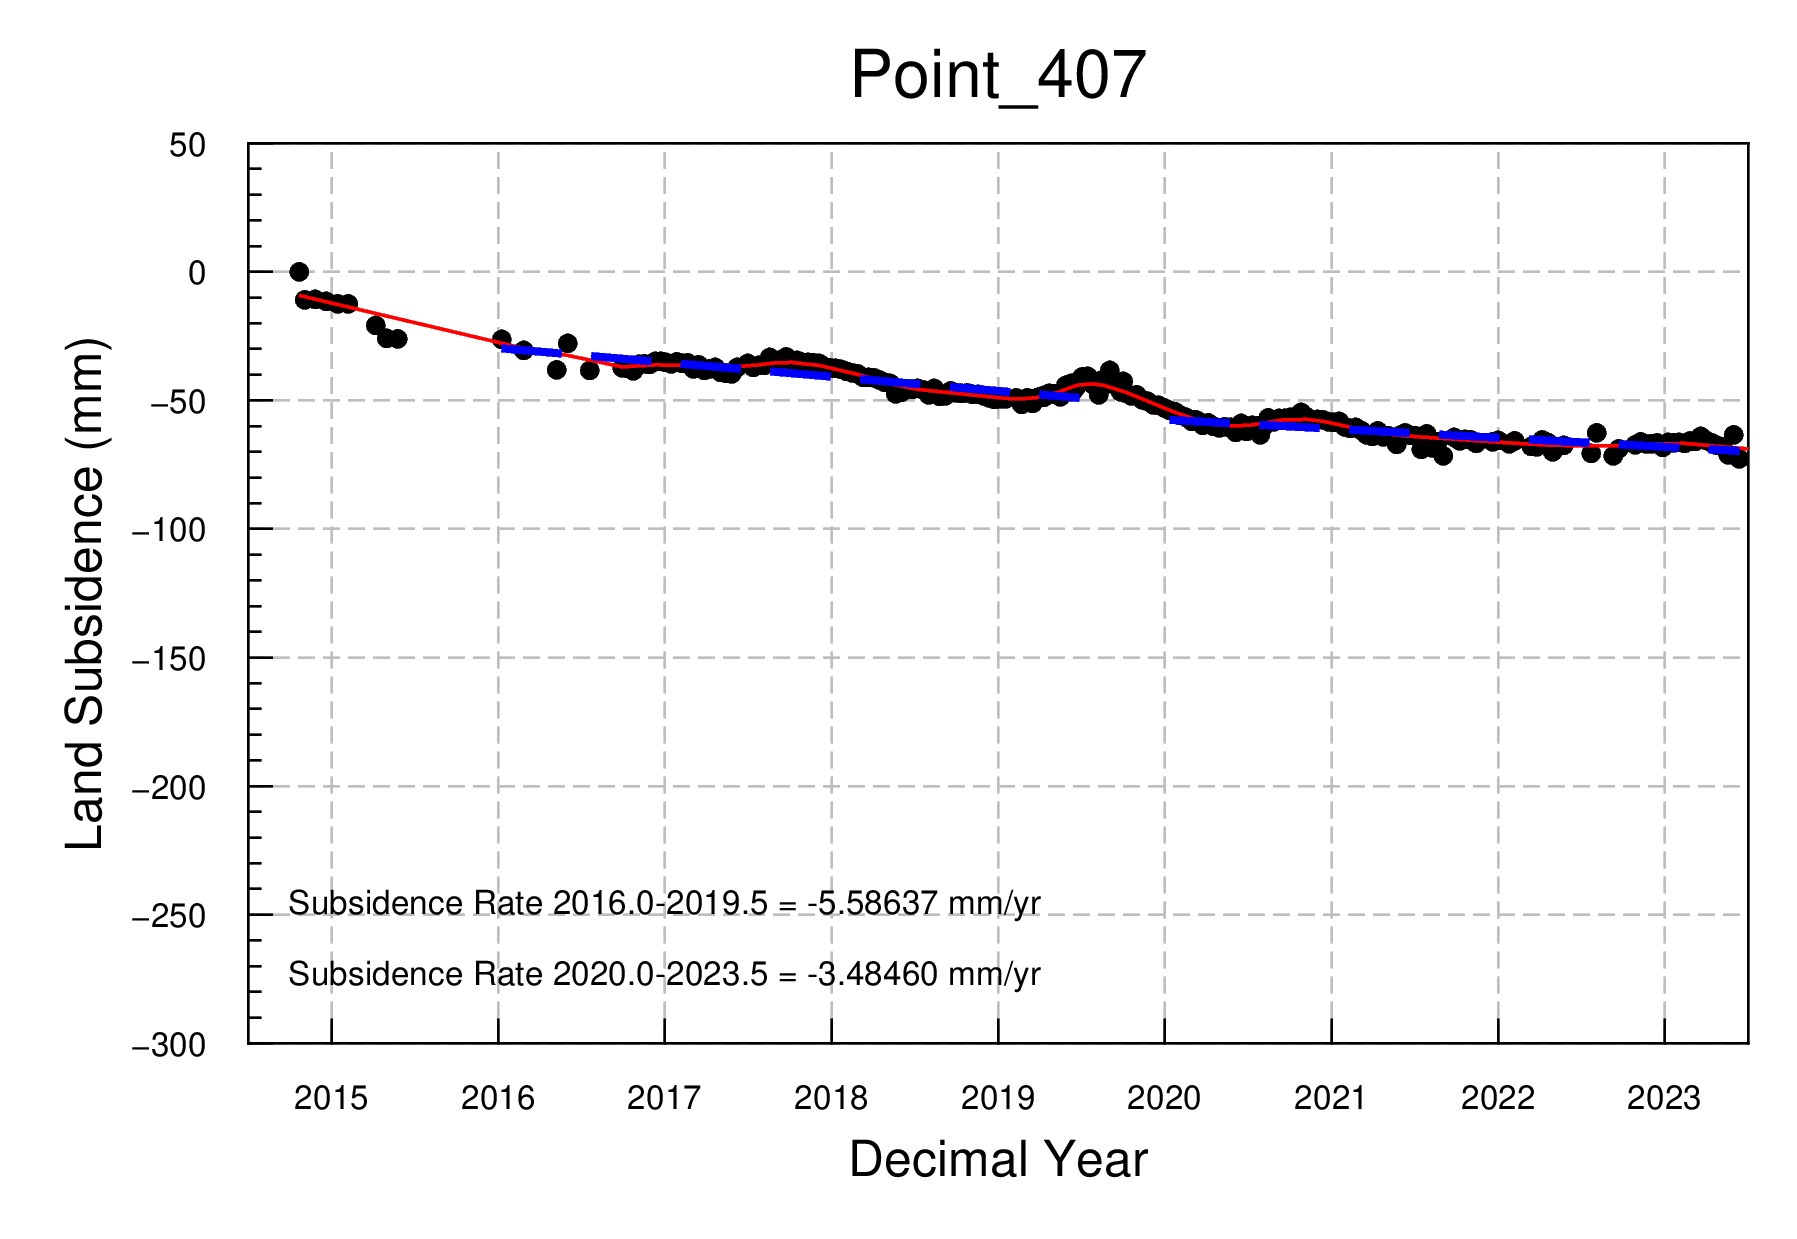 Point_407
50
0
−50
−100
−150
−200
−250
−300
Land Subsidence (mm)
Subsidence Rate 2016.0-2019.5 = -5.58637 mm/yr
Subsidence Rate 2020.0-2023.5 = -3.48460 mm/yr
2015 2016 2017 2018 2019 2020 2021 2022 2023
Decimal Year